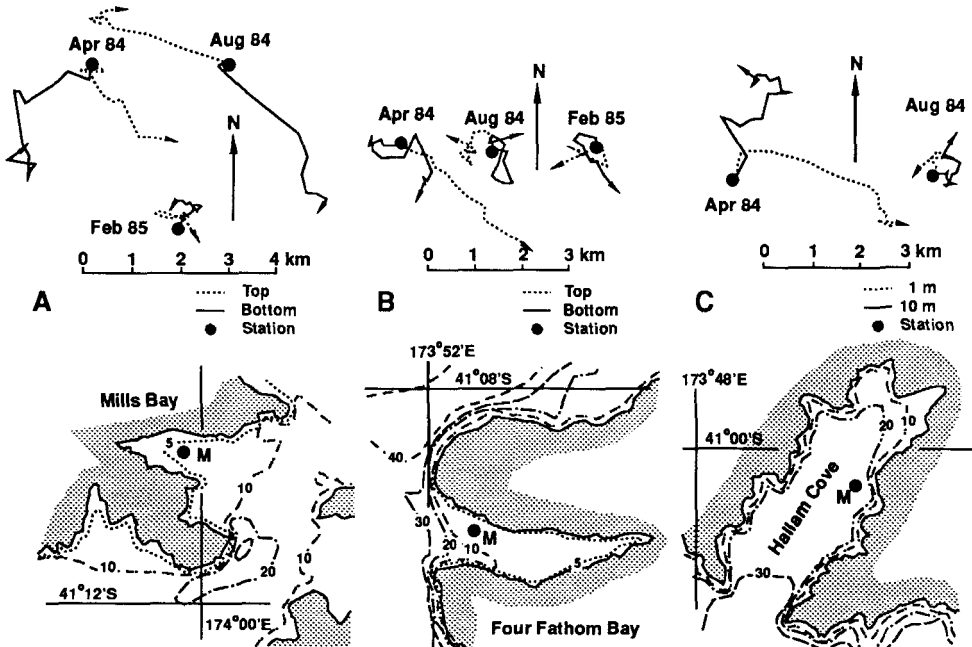 Apr 84
Aug 84
N
Feb 85
0 1 2 3 4 km
Top
Bottom
Station
A
Apr 84
Aug 84
Feb 85
N
0 1 2 3 km
Top
Bottom
Station
B
N
Aug 84
Apr 84
0 1 2 3 km
1 m
10 m
Station
C
Mills Bay
5
M
10
10
10
20
41°12'S
174°00'E
173°52'E
41°08'S
40
30
20
10
M
5
Four Fathom Bay
173°48'E
41°00'S
20
10
Hallam Cove
M
30